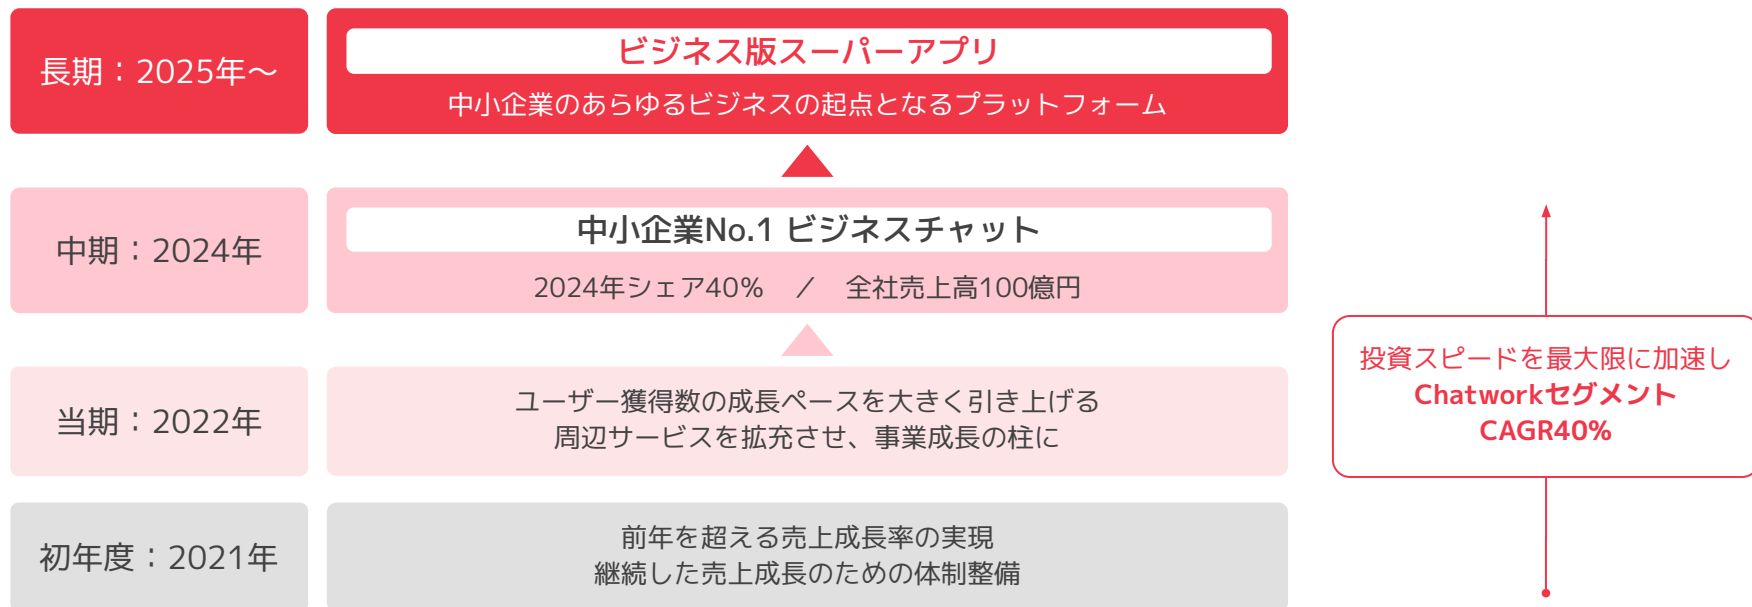 長期：2025年～
ビジネス版スーパーアプリ
中小企業のあらゆるビジネスの起点となるプラットフォーム
中期：2024年
中小企業No.1 ビジネスチャット
2024年シェア40%　／　全社売上高100億円
当期：2022年
ユーザー獲得数の成長ペースを大きく引き上げる
周辺サービスを拡充させ、事業成長の柱に
初年度：2021年
前年を超える売上成長率の実現
継続した売上成長のための体制整備
投資スピードを最大限に加速し
Chatworkセグメント
CAGR40%